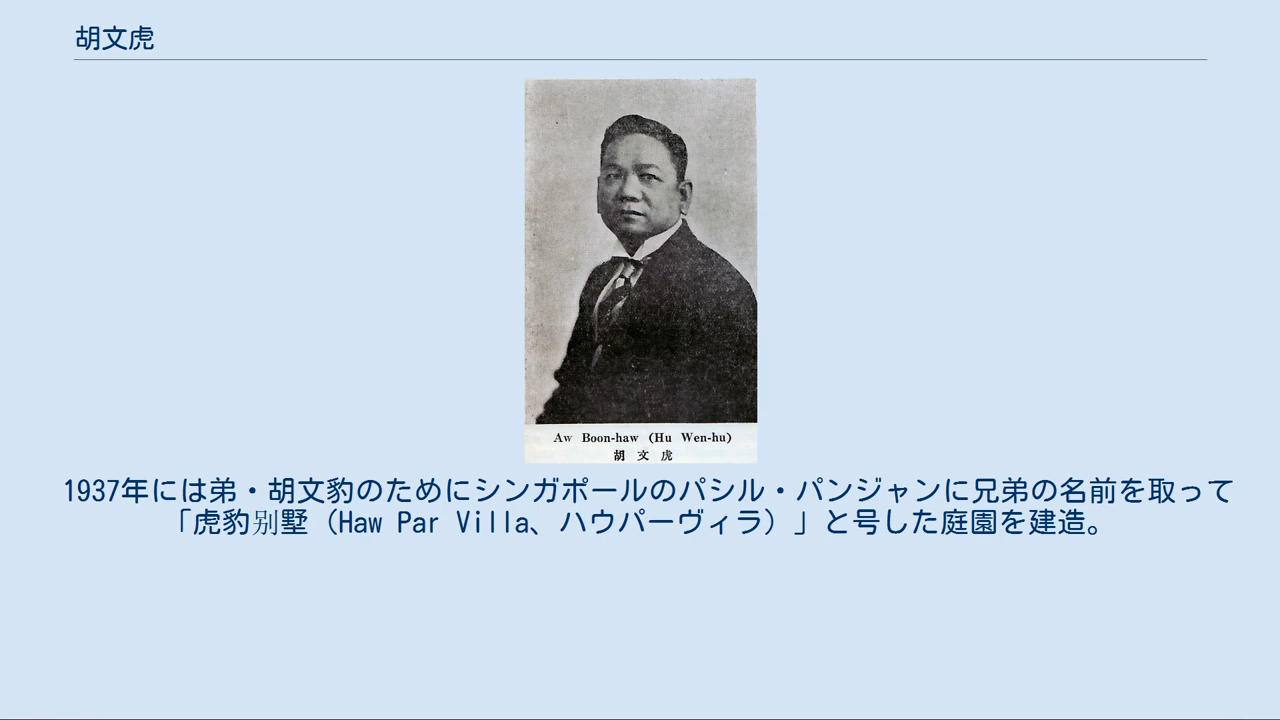 胡文虎
Aw Boon-haw (Hu Wen-hu)
胡 文 虎
1937年には弟・胡文豹のためにシンガポールのパシル・パンジャンに兄弟の名前を取って
「虎豹别墅（Haw Par Villa、ハウパーヴィラ）」と号した庭園を建造。